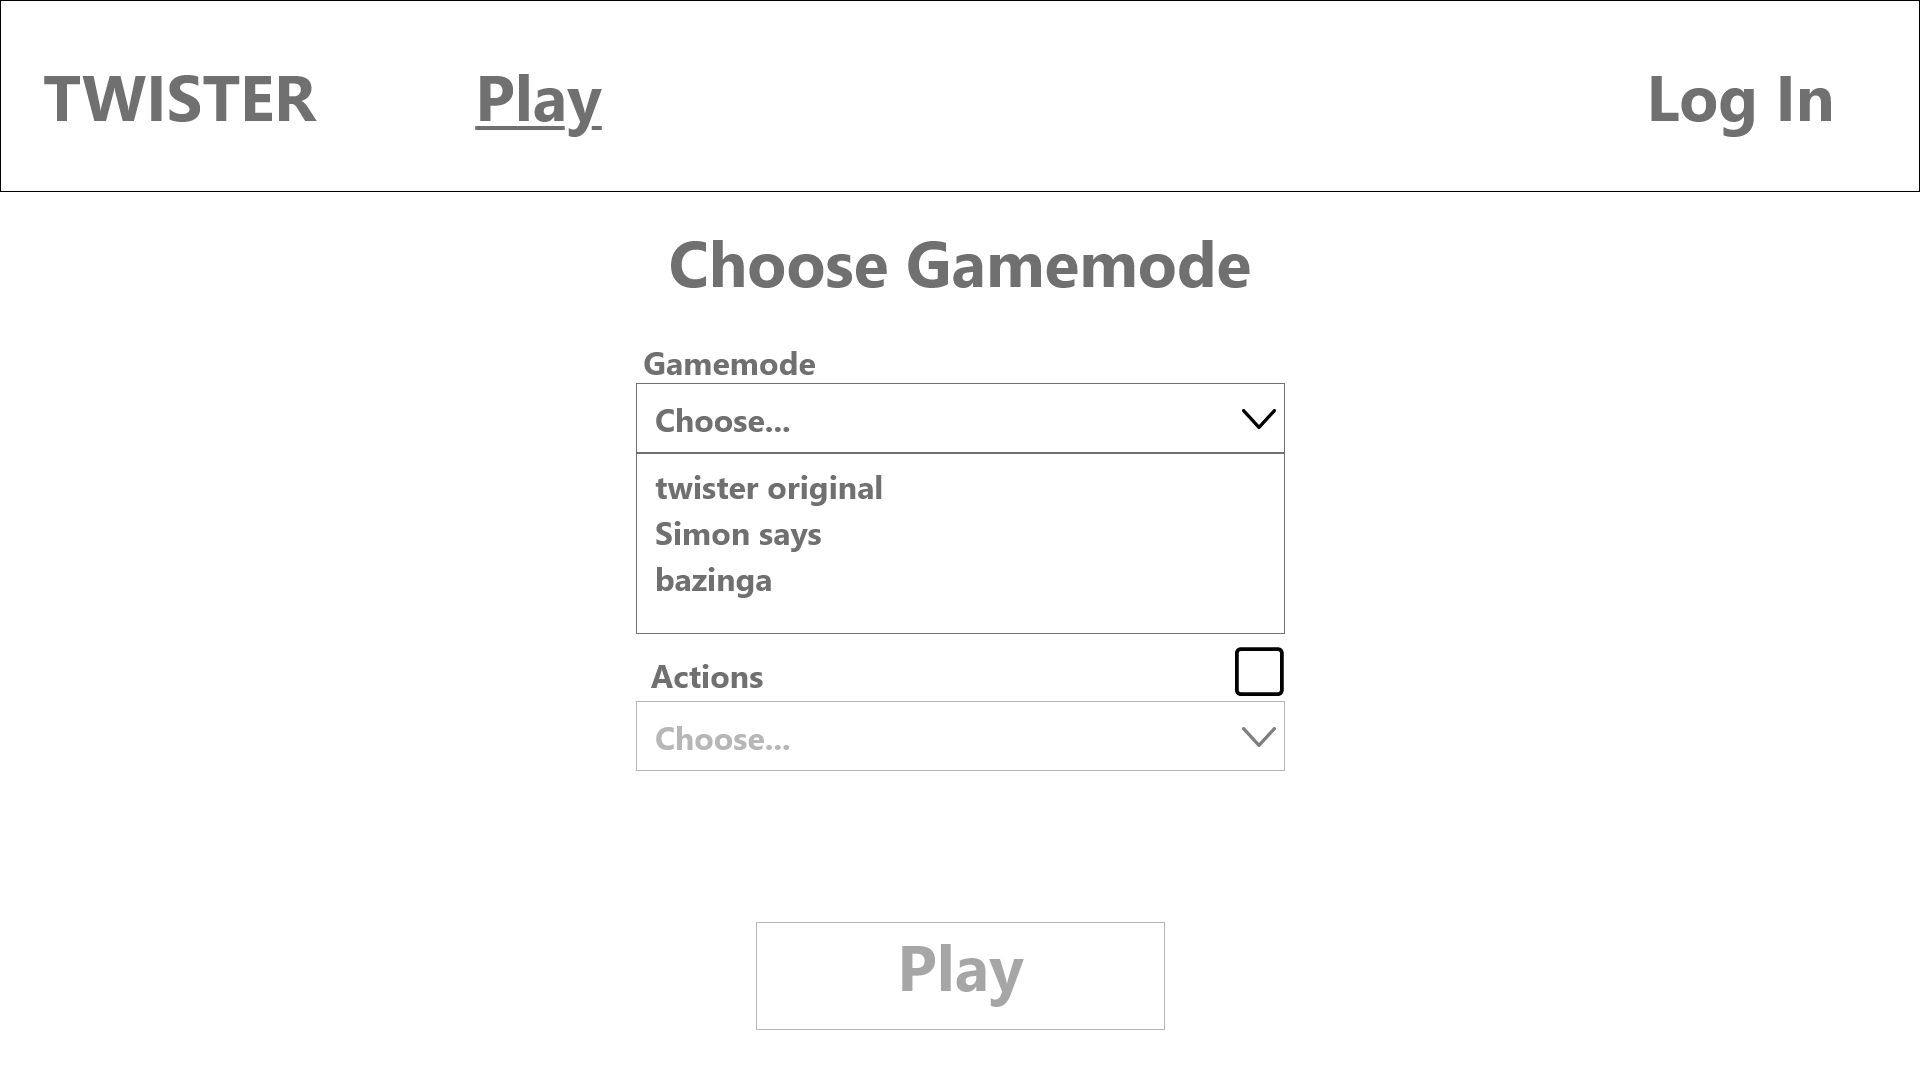 TWISTER Play Log In
Choose Gamemode
Gamemode
Choose...
twister original
Simon says
bazinga
Actions
Choose...
Play